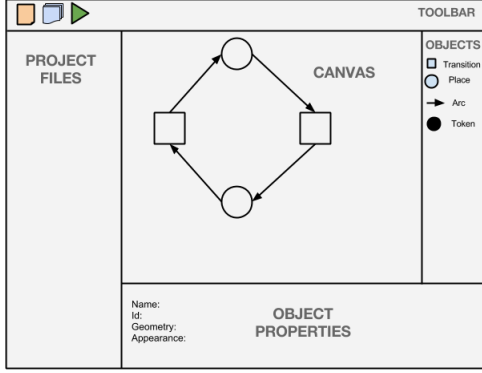 TOOLBAR
PROJECT
FILES
CANVAS
OBJECTS
Transition
Place
Arc
Token
Name:
Id:
Geometry:
Appearance:
OBJECT
PROPERTIES